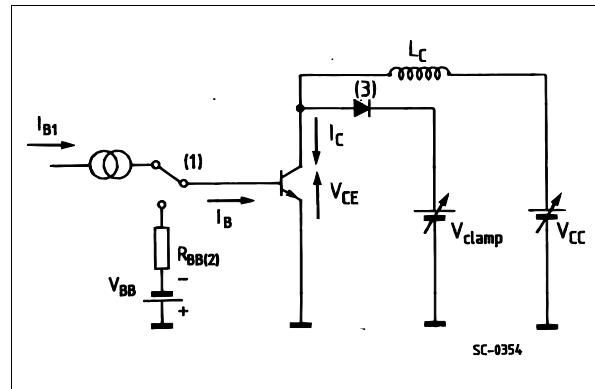 L_C
(3)
I_B1
(1)
I_C
I_B
V_CE
V_clamp
V_CC
R_BB(2)
V_BB
-
+
SC-0354